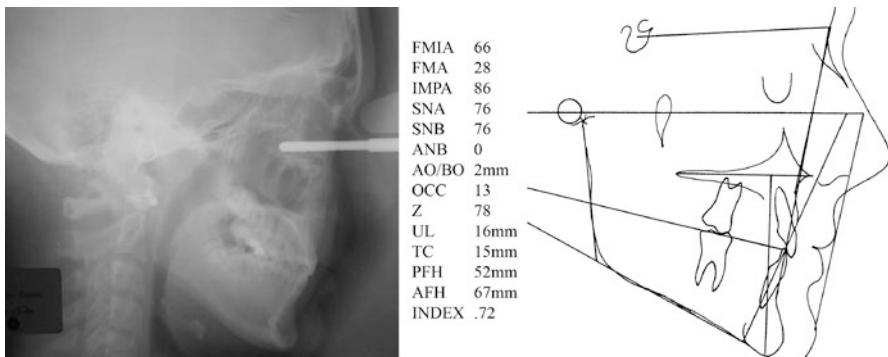 FMIA 66
FMA 28
IMPA 86
SNA 76
SNB 76
ANB 0
AO/BO 2mm
OCC 13
Z 78
UL 16mm
TC 15mm
PFH 52mm
AFH 67mm
INDEX .72